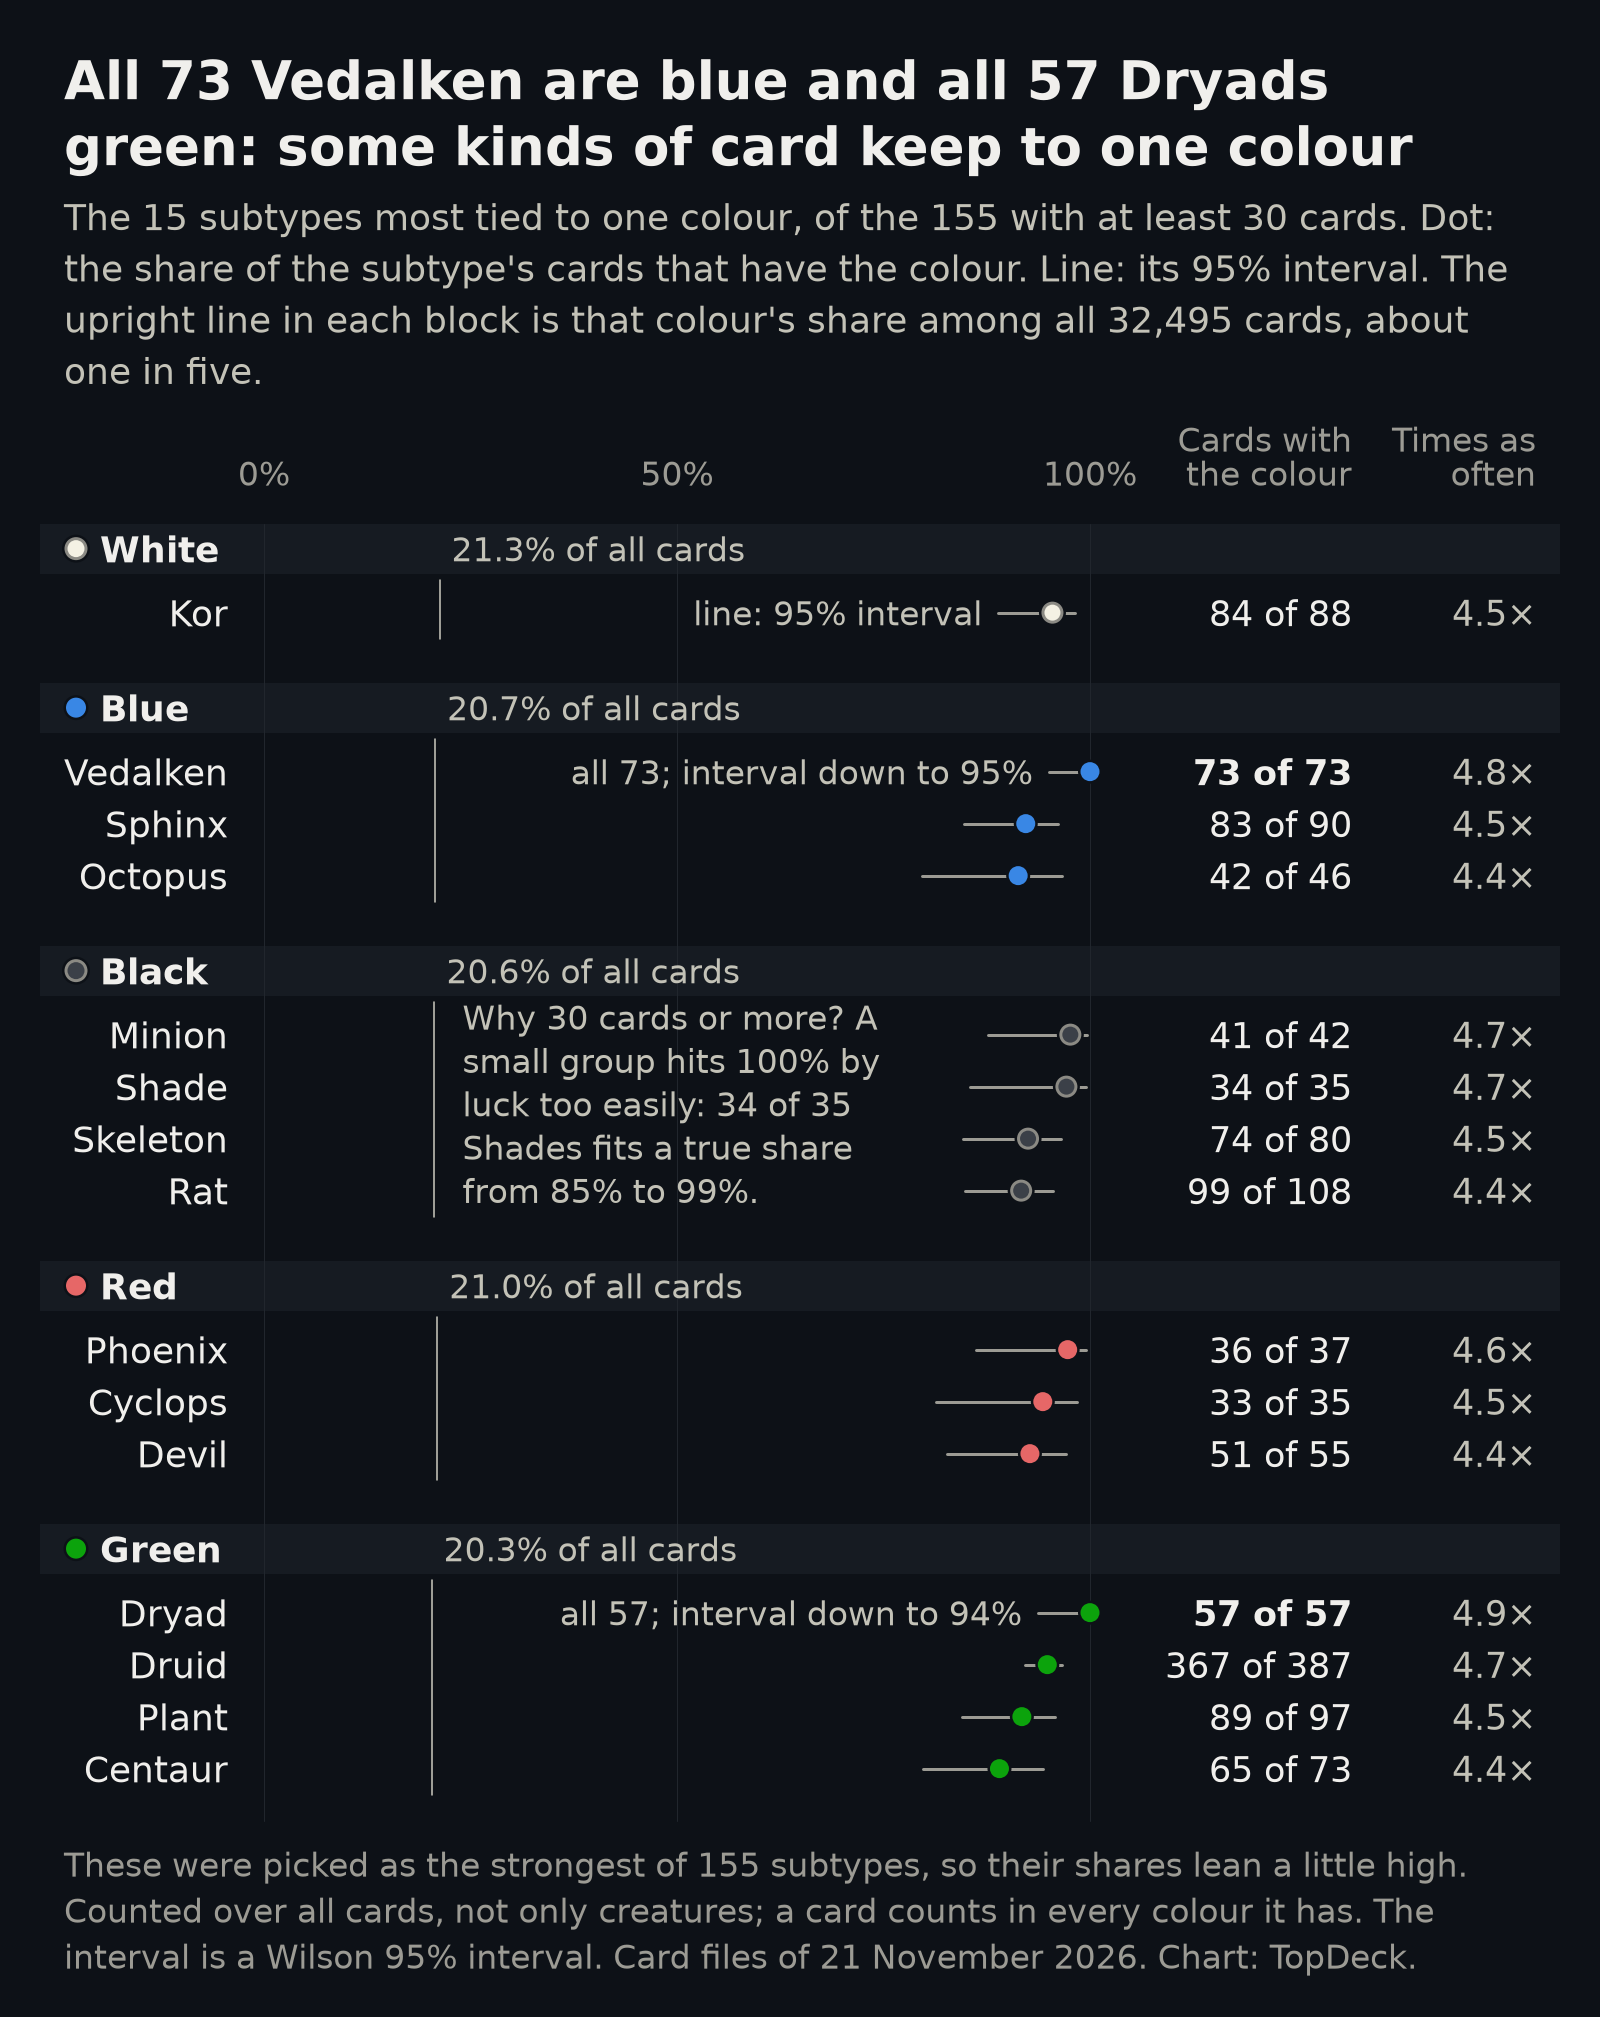 All 73 Vedalken are blue and all 57 Dryads
green: some kinds of card keep to one colour
The 15 subtypes most tied to one colour, of the 155 with at least 30 cards. Dot:
the share of the subtype's cards that have the colour. Line: its 95% interval. The
upright line in each block is that colour's share among all 32,495 cards, about
one in five.
0% 50% 100% Cards with the colour Times as often
White 21.3% of all cards
Kor line: 95% interval 84 of 88 4.5×
Blue 20.7% of all cards
Vedalken all 73; interval down to 95% 73 of 73 4.8×
Sphinx 83 of 90 4.5×
Octopus 42 of 46 4.4×
Black 20.6% of all cards
Why 30 cards or more? A
small group hits 100% by
luck too easily: 34 of 35
Shades fits a true share
from 85% to 99%.
Minion 41 of 42 4.7×
Shade 34 of 35 4.7×
Skeleton 74 of 80 4.5×
Rat 99 of 108 4.4×
Red 21.0% of all cards
Phoenix 36 of 37 4.6×
Cyclops 33 of 35 4.5×
Devil 51 of 55 4.4×
Green 20.3% of all cards
Dryad all 57; interval down to 94% 57 of 57 4.9×
Druid 367 of 387 4.7×
Plant 89 of 97 4.5×
Centaur 65 of 73 4.4×
These were picked as the strongest of 155 subtypes, so their shares lean a little high.
Counted over all cards, not only creatures; a card counts in every colour it has. The
interval is a Wilson 95% interval. Card files of 21 November 2026. Chart: TopDeck.